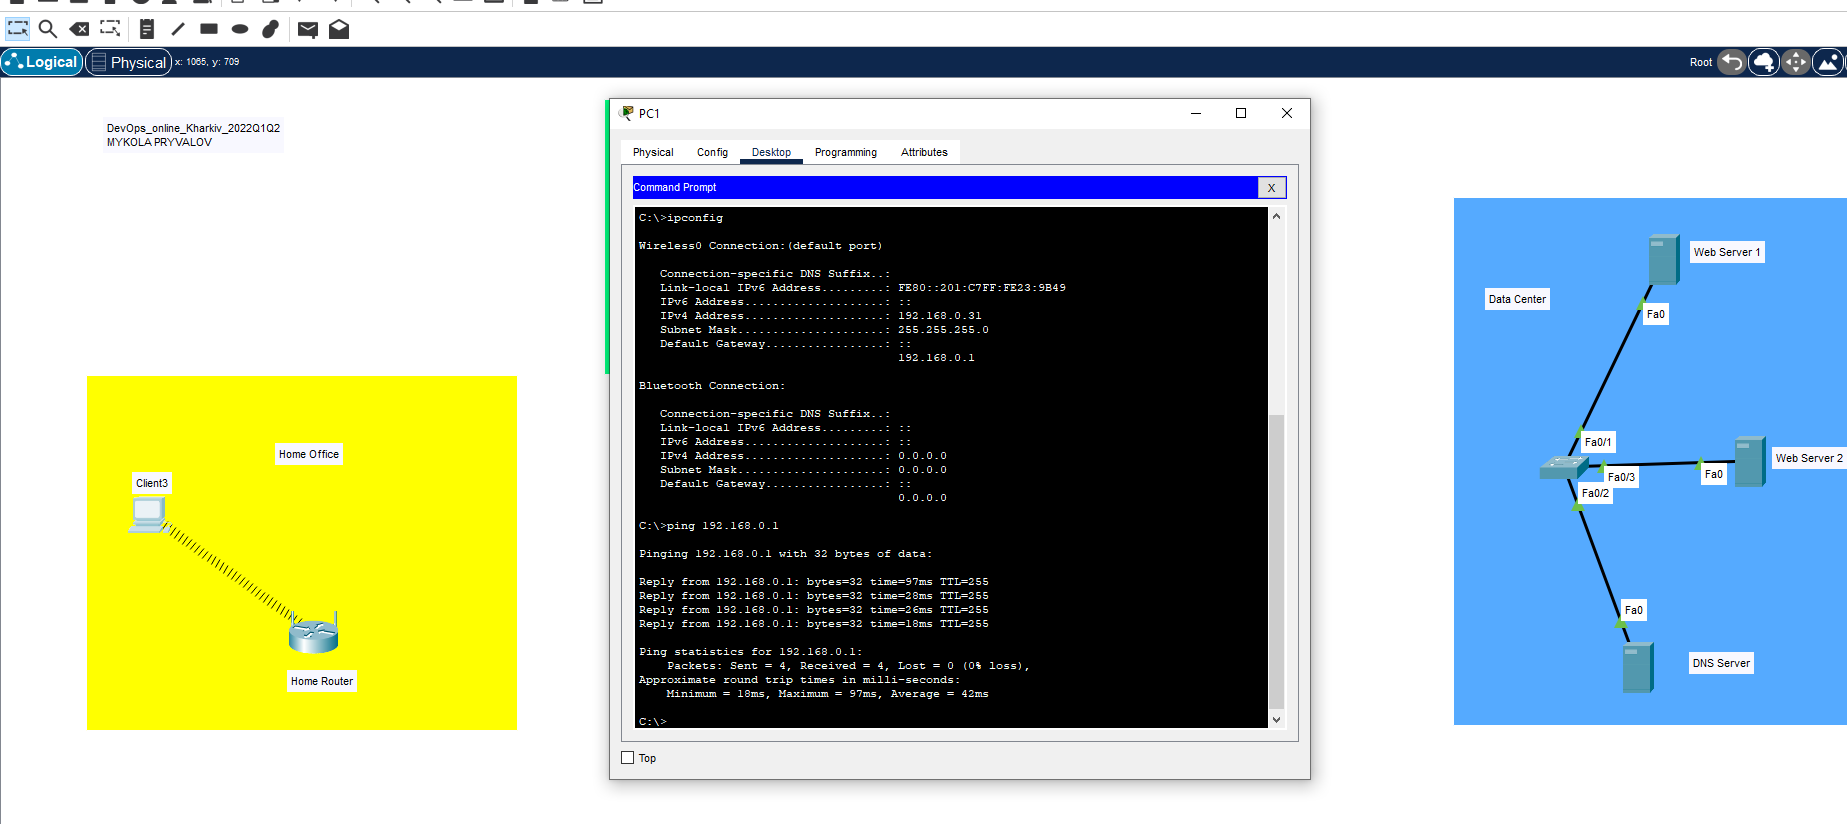 Logical
Physical
x: 1065, y: 709
Root
DevOps_online_Kharkiv_2022Q1Q2
MYKOLA PRYVALOV
PC1
Physical
Config
Desktop
Programming
Attributes
Command Prompt
X
C:\>ipconfig
Wireless0 Connection:(default port)
Connection-specific DNS Suffix..:
Link-local IPv6 Address.........: FE80::201:C7FF:FE23:9B49
IPv6 Address....................: ::
IPv4 Address....................: 192.168.0.31
Subnet Mask.....................: 255.255.255.0
Default Gateway.................: ::
192.168.0.1
Bluetooth Connection:
Connection-specific DNS Suffix..:
Link-local IPv6 Address.........: ::
IPv6 Address....................: ::
IPv4 Address....................: 0.0.0.0
Subnet Mask.....................: 0.0.0.0
Default Gateway.................: ::
0.0.0.0
C:\>ping 192.168.0.1
Pinging 192.168.0.1 with 32 bytes of data:
Reply from 192.168.0.1: bytes=32 time=97ms TTL=255
Reply from 192.168.0.1: bytes=32 time=28ms TTL=255
Reply from 192.168.0.1: bytes=32 time=26ms TTL=255
Reply from 192.168.0.1: bytes=32 time=18ms TTL=255
Ping statistics for 192.168.0.1:
Packets: Sent = 4, Received = 4, Lost = 0 (0% loss),
Approximate round trip times in milli-seconds:
Minimum = 18ms, Maximum = 97ms, Average = 42ms
C:\>
Top
Home Office
Client3
Home Router
Web Server 1
Data Center
Fa0
Fa0/1
Web Server 2
Fa0/3
Fa0
Fa0/2
Fa0
DNS Server